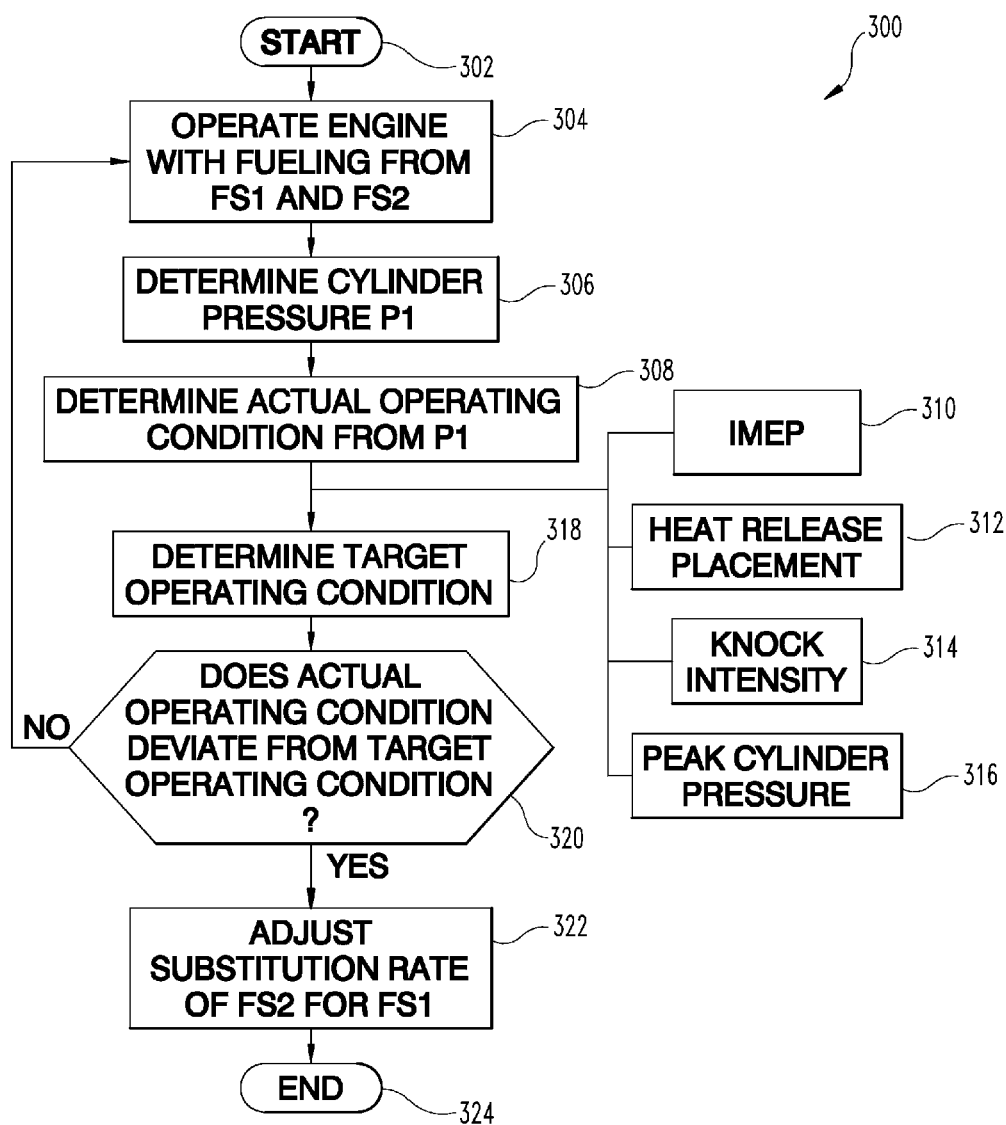 START
302
300
OPERATE ENGINE
WITH FUELING FROM
FS1 AND FS2
304
DETERMINE CYLINDER
PRESSURE P1
306
DETERMINE ACTUAL OPERATING
CONDITION FROM P1
308
IMEP
310
HEAT RELEASE
PLACEMENT
312
KNOCK
INTENSITY
314
PEAK CYLINDER
PRESSURE
316
DETERMINE TARGET
OPERATING CONDITION
318
DOES ACTUAL
OPERATING CONDITION
DEVIATE FROM TARGET
OPERATING CONDITION
?
320
NO
YES
ADJUST
SUBSTITUTION RATE
OF FS2 FOR FS1
322
END
324